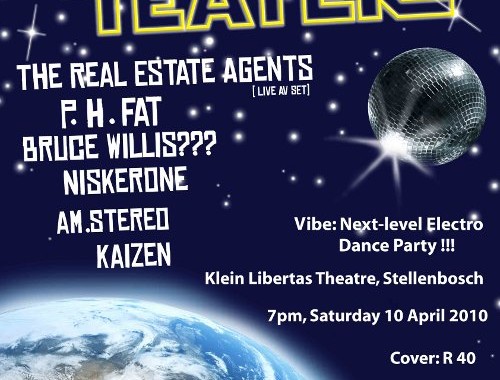 TEATER
THE REAL ESTATE AGENTS
[ LIVE AV SET]
P. H. FAT
BRUCE WILLIS???
NISKERONE
AM.STEREO
KAIZEN
Vibe: Next-level Electro
Dance Party !!!
Klein Libertas Theatre, Stellenbosch
7pm, Saturday 10 April 2010
Cover: R 40